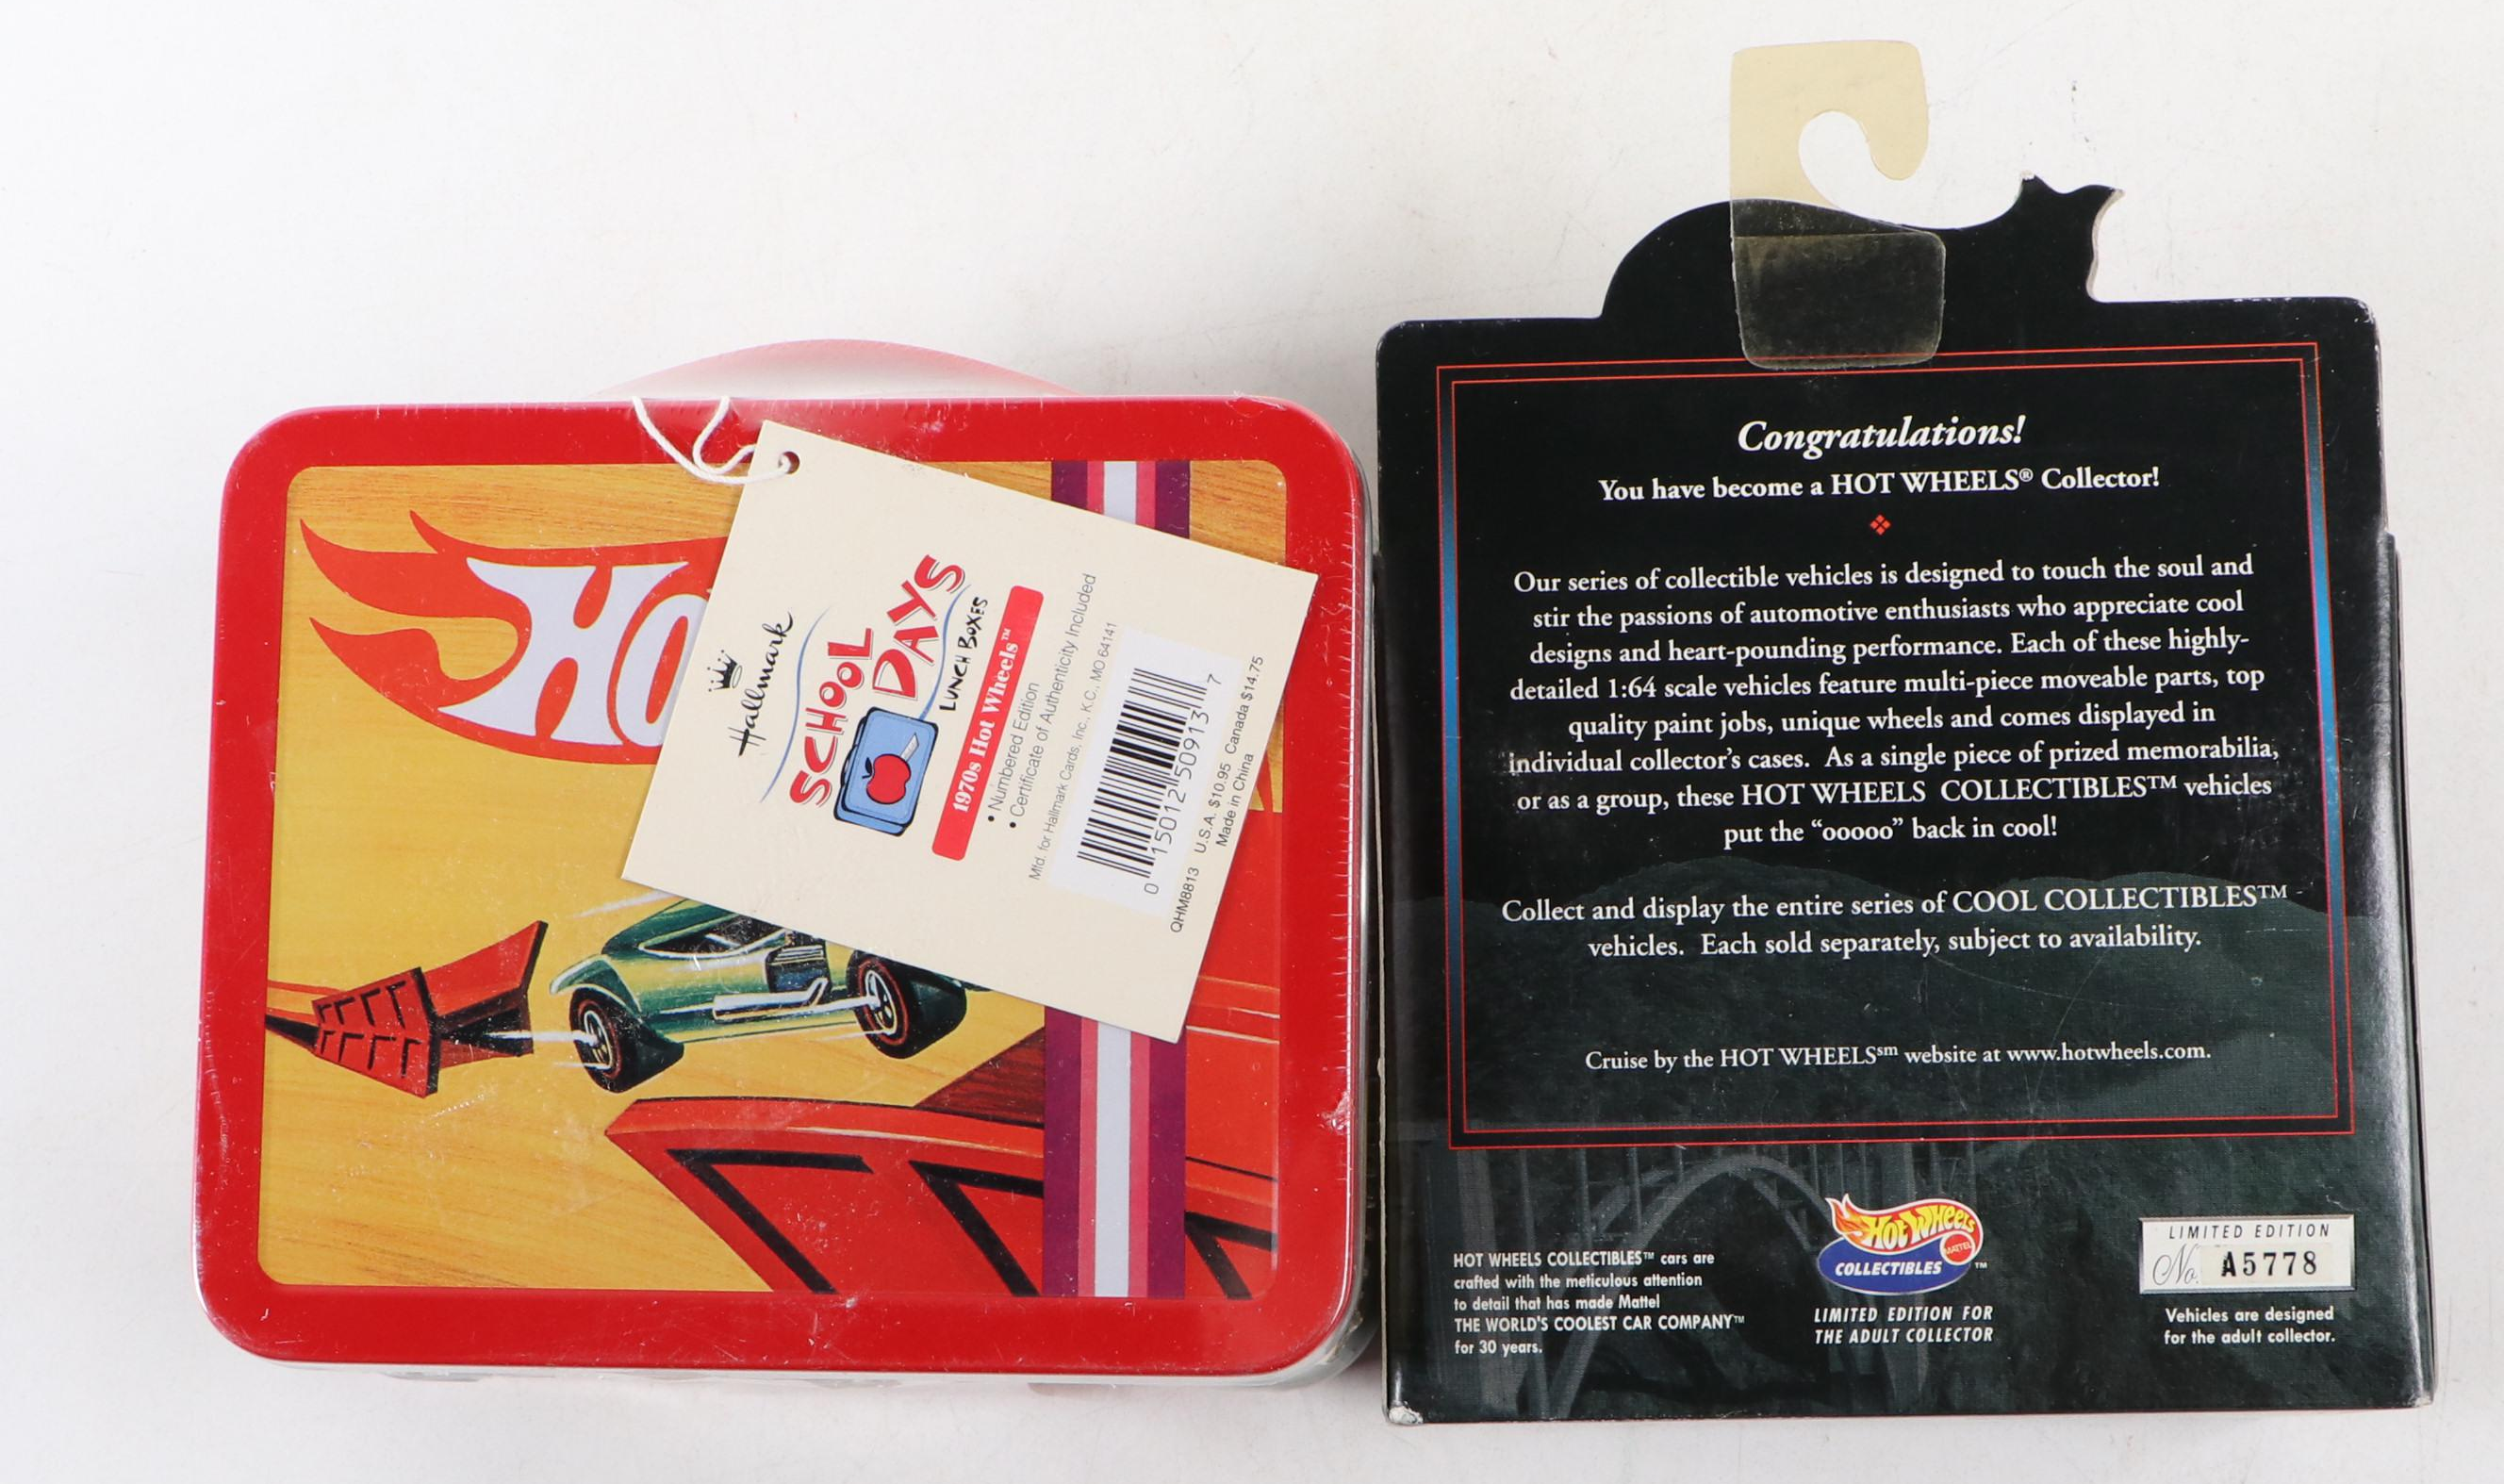 HO
Hallmark
SCHOOL
DAYS
LUNCH BOXES
1970s Hot Wheels™
• Numbered Edition
• Certificate of Authenticity Included
Mfd. for Hallmark Cards, Inc., K.C., MO 64141
0 15012 50913 7
QHM8813 U.S.A. $10.95 Canada $14.75
Made in China
Congratulations!
You have become a HOT WHEELS® Collector!
Our series of collectible vehicles is designed to touch the soul and
stir the passions of automotive enthusiasts who appreciate cool
designs and heart-pounding performance. Each of these highly-
detailed 1:64 scale vehicles feature multi-piece moveable parts, top
quality paint jobs, unique wheels and comes displayed in
individual collector's cases. As a single piece of prized memorabilia,
or as a group, these HOT WHEELS COLLECTIBLES™ vehicles
put the “ooooo” back in cool!
Collect and display the entire series of COOL COLLECTIBLES™
vehicles. Each sold separately, subject to availability.
Cruise by the HOT WHEELS℠ website at www.hotwheels.com.
HOT WHEELS COLLECTIBLES™ cars are
crafted with the meticulous attention
to detail that has made Mattel
THE WORLD'S COOLEST CAR COMPANY™
for 30 years.
Hot Wheels
MATTEL
COLLECTIBLES™
LIMITED EDITION FOR
THE ADULT COLLECTOR
LIMITED EDITION
No. A5778
Vehicles are designed
for the adult collector.